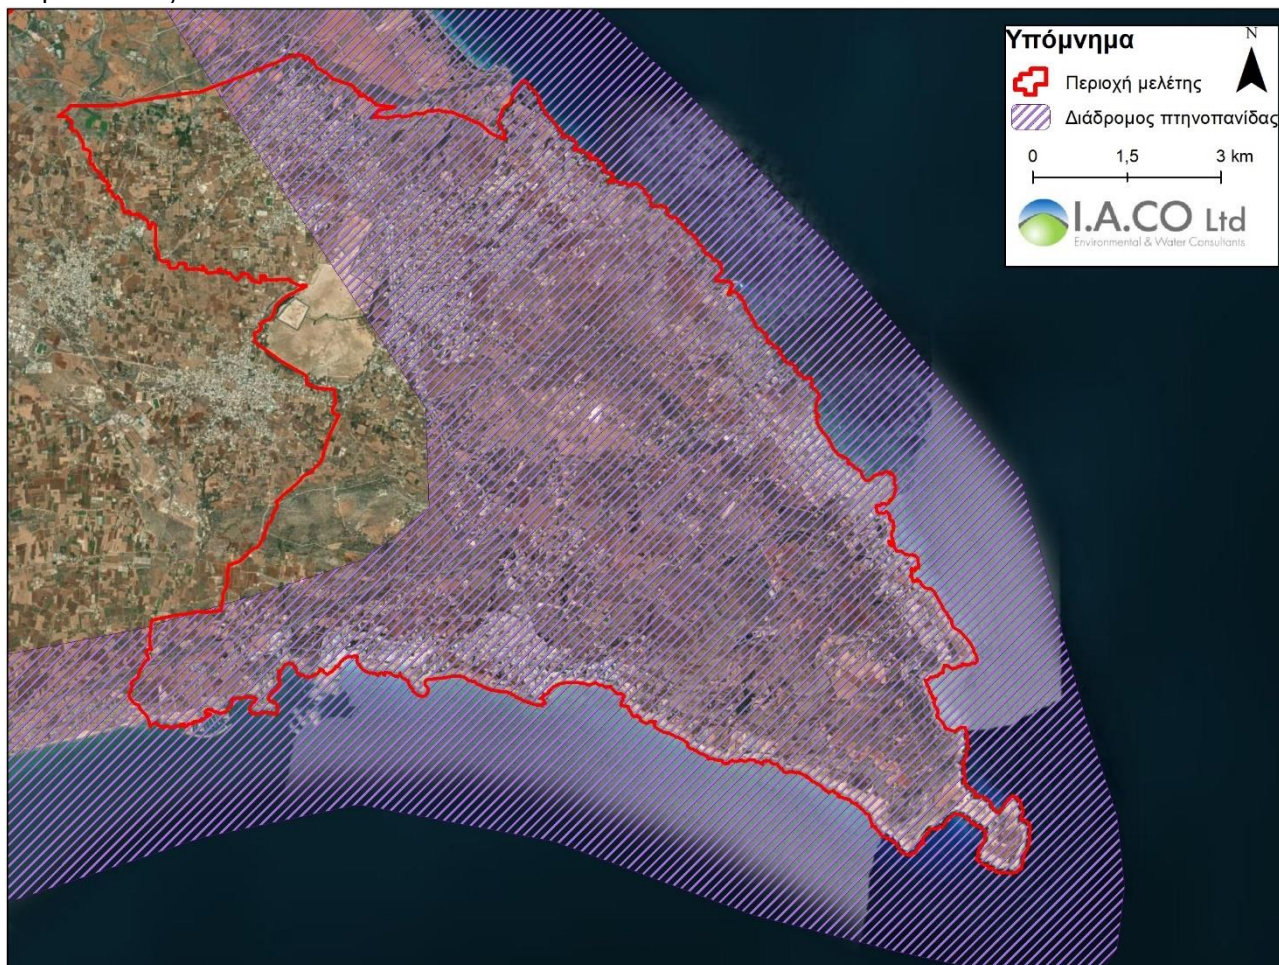 Υπόμνημα
N
Περιοχή μελέτης
Διάδρομος πτηνοπανίδας
0 1,5 3 km
I.A.CO Ltd
Environmental & Water Consultants